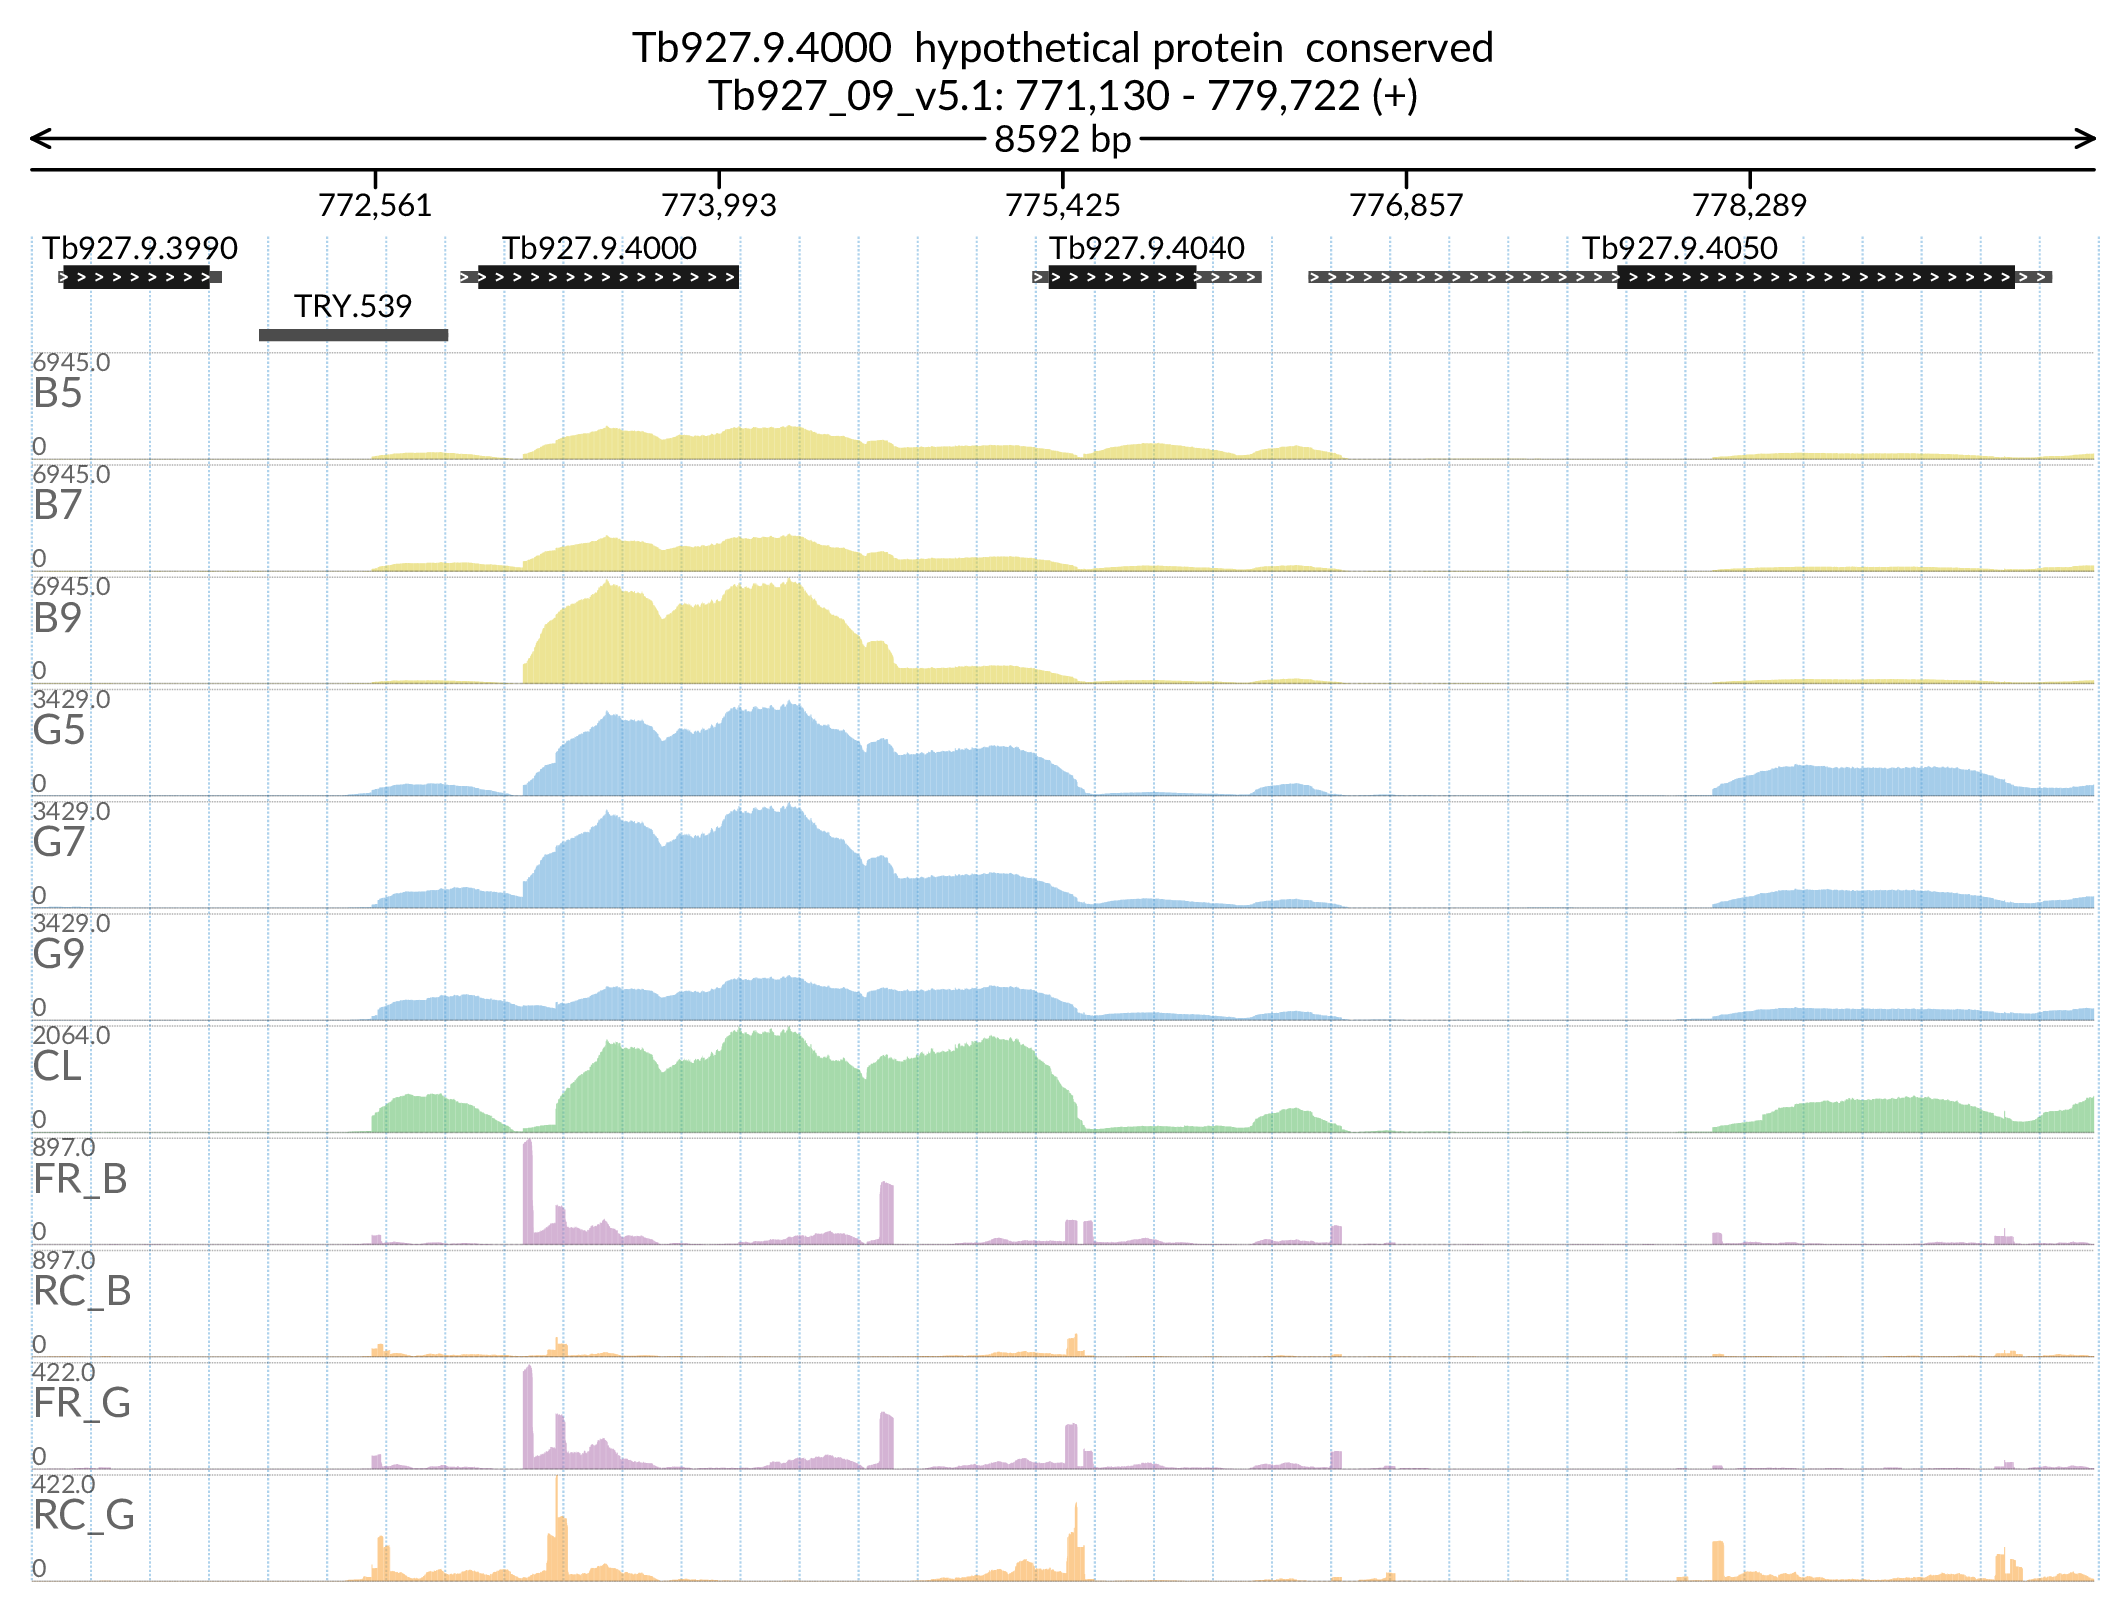 Tb927.9.4000 hypothetical protein conserved
Tb927_09_v5.1: 771,130 - 779,722 (+)
8592 bp
772,561 773,993 775,425 776,857 778,289
Tb927.9.3990 Tb927.9.4000 Tb927.9.4040 Tb927.9.4050
TRY.539
6945.0
B5
0
6945.0
B7
0
6945.0
B9
0
3429.0
G5
0
3429.0
G7
0
3429.0
G9
0
2064.0
CL
0
897.0
FR_B
0
897.0
RC_B
0
422.0
FR_G
0
422.0
RC_G
0